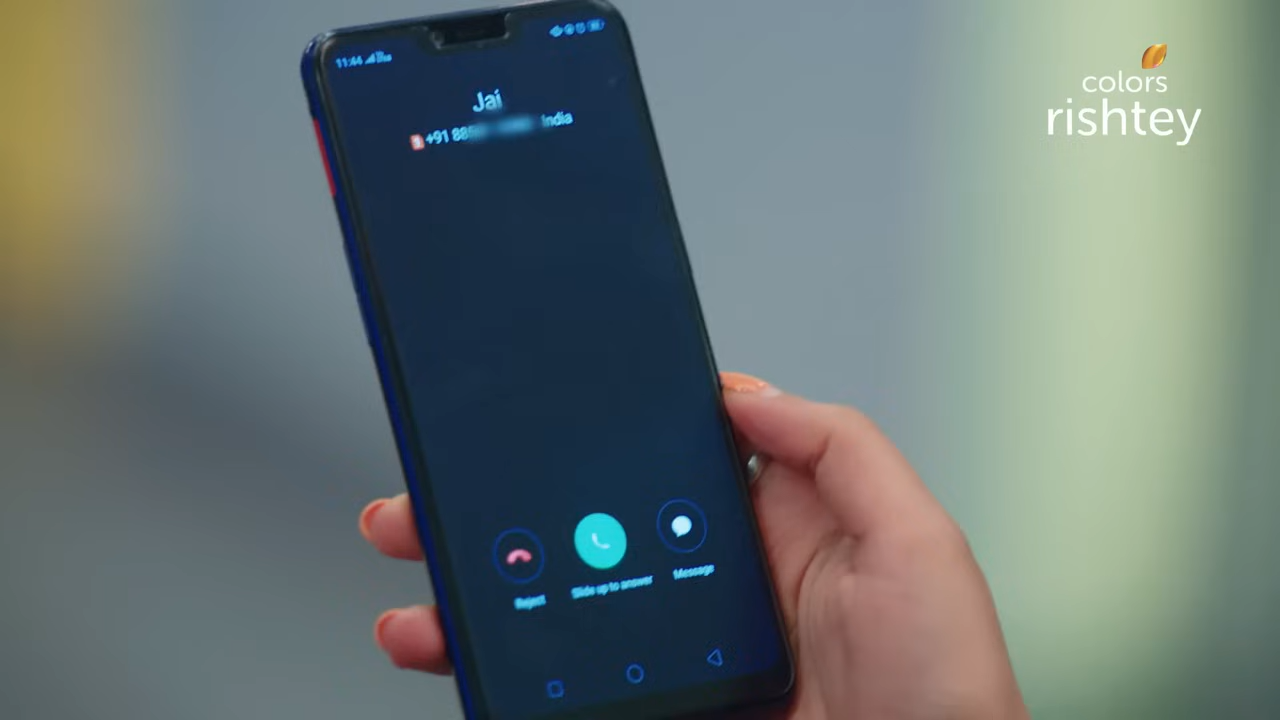 11:44
Jai
+91 88 India
Reject
Slide up to answer
Message
colors
rishtey